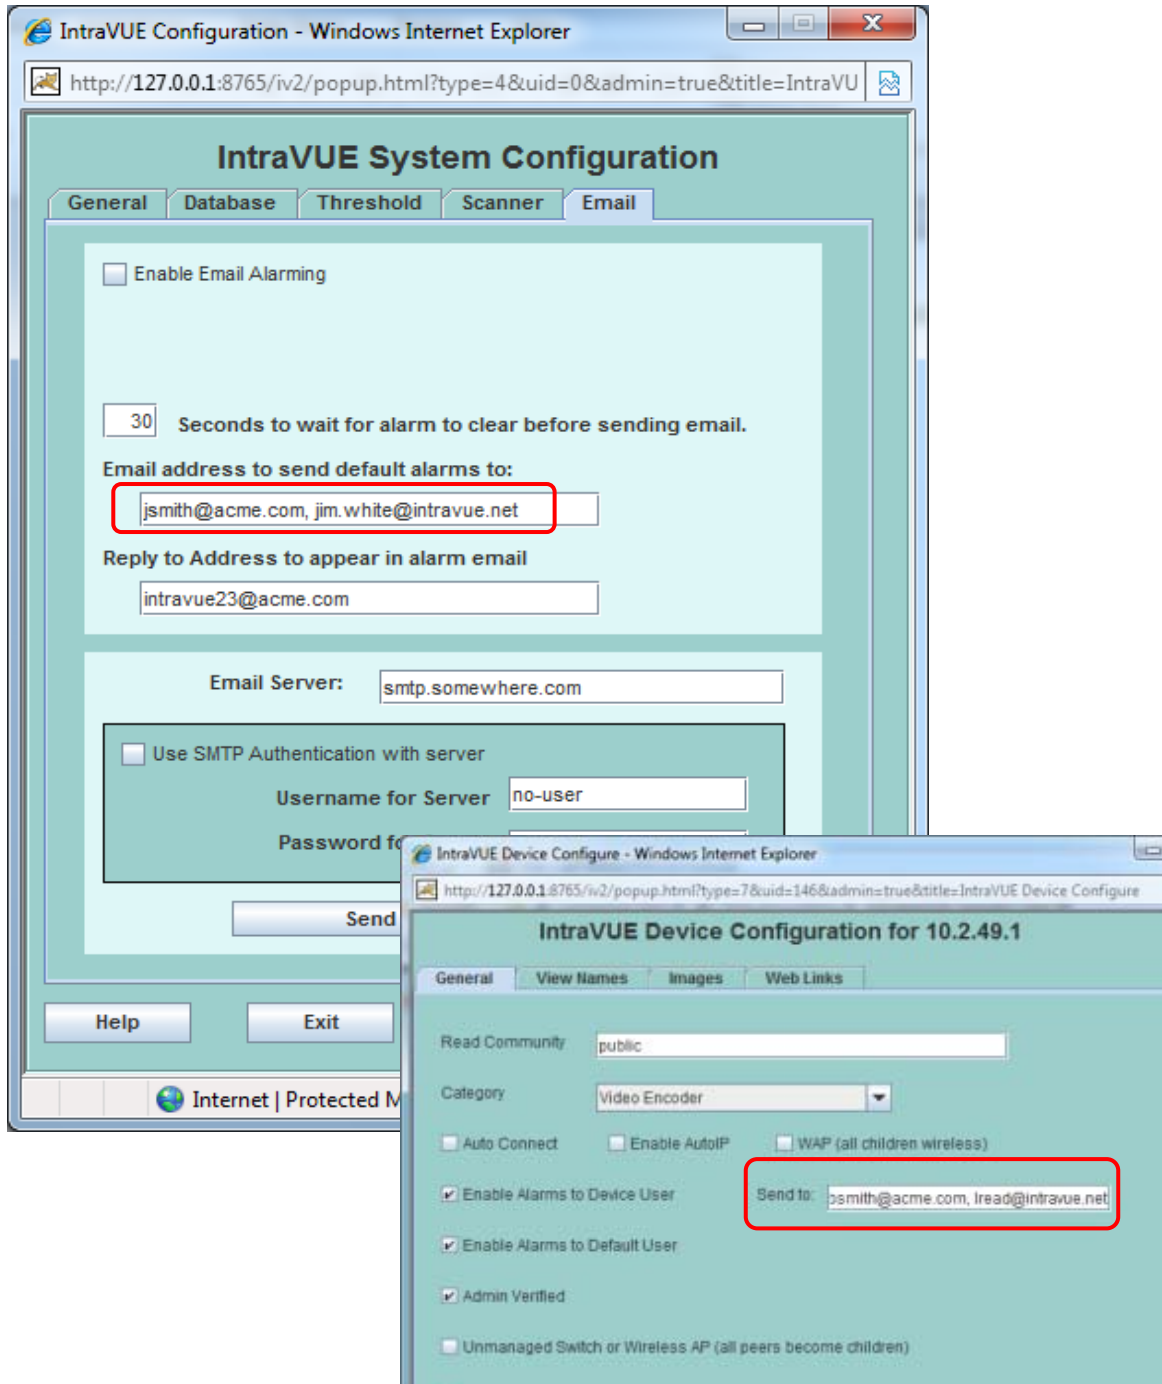 IntraVUE Configuration - Windows Internet Explorer
http://127.0.0.1:8765/iv2/popup.html?type=4&uid=0&admin=true&title=IntraVU
IntraVUE System Configuration
General Database Threshold Scanner Email
Enable Email Alarming
30 Seconds to wait for alarm to clear before sending email.
Email address to send default alarms to:
jsmith@acme.com, jim.white@intravue.net
Reply to Address to appear in alarm email
intravue23@acme.com
Email Server: smtp.somewhere.com
Use SMTP Authentication with server
Username for Server no-user
Password fo
Send
Help Exit
Internet | Protected M
IntraVUE Device Configure - Windows Internet Explorer
http://127.0.0.1:8765/iv2/popup.html?type=7&uid=146&admin=true&title=IntraVUE Device Configure
IntraVUE Device Configuration for 10.2.49.1
General View Names Images Web Links
Read Community public
Category Video Encoder
Auto Connect Enable AutoIP WAP (all children wireless)
Enable Alarms to Device User Send to: smith@acme.com, lread@intravue.net
Enable Alarms to Default User
Admin Verified
Unmanaged Switch or Wireless AP (all peers become children)